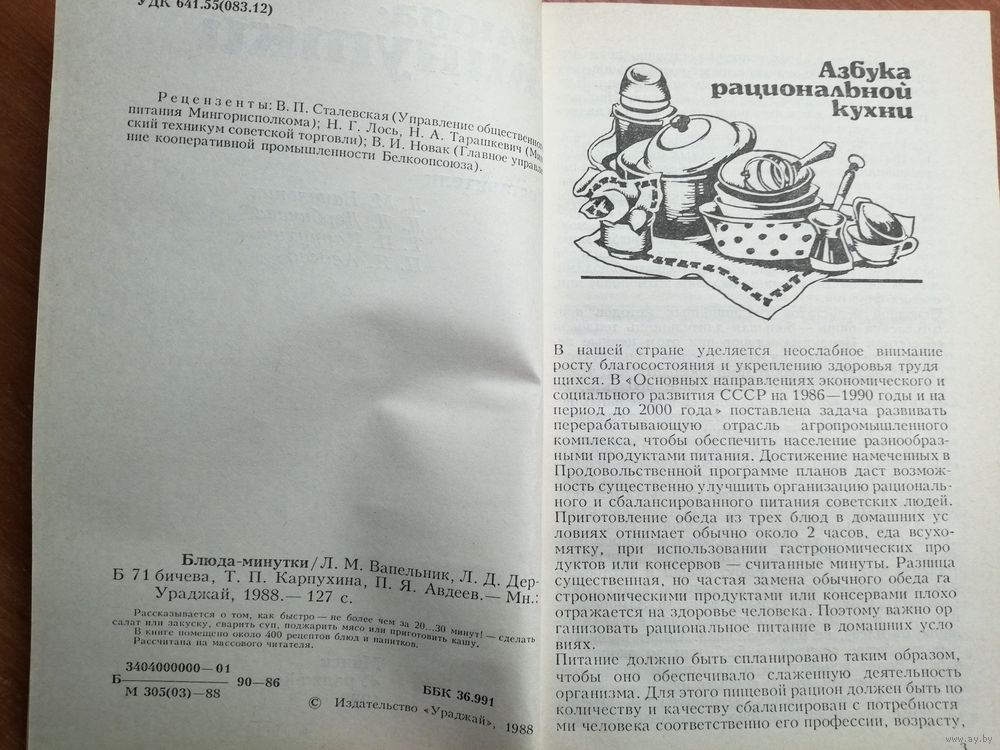 УДК 641.55(083.12)
Рецензенты: В. П. Сталевская (Управление общественного
питания Мингорисполкома); Н. Г. Лось, Н. А. Тарашкевич (Минский
техникум советской торговли); В. И. Новак (Главное управление
кооперативной промышленности Белкоопсоюза).
Блюда-минутки/Л. М. Вапельник, Л. Д. Дер-
Б 71 бичева, Т. П. Карпухина, П. Я. Авдеев.— Мн.:
Ураджай, 1988.— 127 с.
Рассказывается о том, как быстро — не более чем за 20...30 минут! — сделать
салат или закуску, сварить суп, поджарить мясо или приготовить кашу.
В книге помещено около 400 рецептов блюд и напитков.
Рассчитана на массового читателя.
3404000000—01
Б 90—86
М 305(03)—88
ББК 36.991
© Издательство «Ураджай», 1988
Азбука
рациональной
кухни
В нашей стране уделяется неослабное внимание
росту благосостояния и укреплению здоровья трудя
щихся. В «Основных направлениях экономического и
социального развития СССР на 1986—1990 годы и на
период до 2000 года» поставлена задача развивать
перерабатывающую отрасль агропромышленного
комплекса, чтобы обеспечить население разнообраз-
ными продуктами питания. Достижение намеченных в
Продовольственной программе планов даст возмож-
ность существенно улучшить организацию рациональ-
ного и сбалансированного питания советских людей.
Приготовление обеда из трех блюд в домашних ус
ловиях отнимает обычно около 2 часов, еда всухо-
мятку, при использовании гастрономических про
дуктов или консервов — считанные минуты. Разница
существенная, но частая замена обычного обеда га
строномическими продуктами или консервами плохо
отражается на здоровье человека. Поэтому важно ор
ганизовать рациональное питание в домашних усло
виях.
Питание должно быть спланировано таким образом,
чтобы оно обеспечивало слаженную деятельность
организма. Для этого пищевой рацион должен быть по
количеству и качеству сбалансирован с потребностя
ми человека соответственно его профессии, возрасту,
www.ay.by